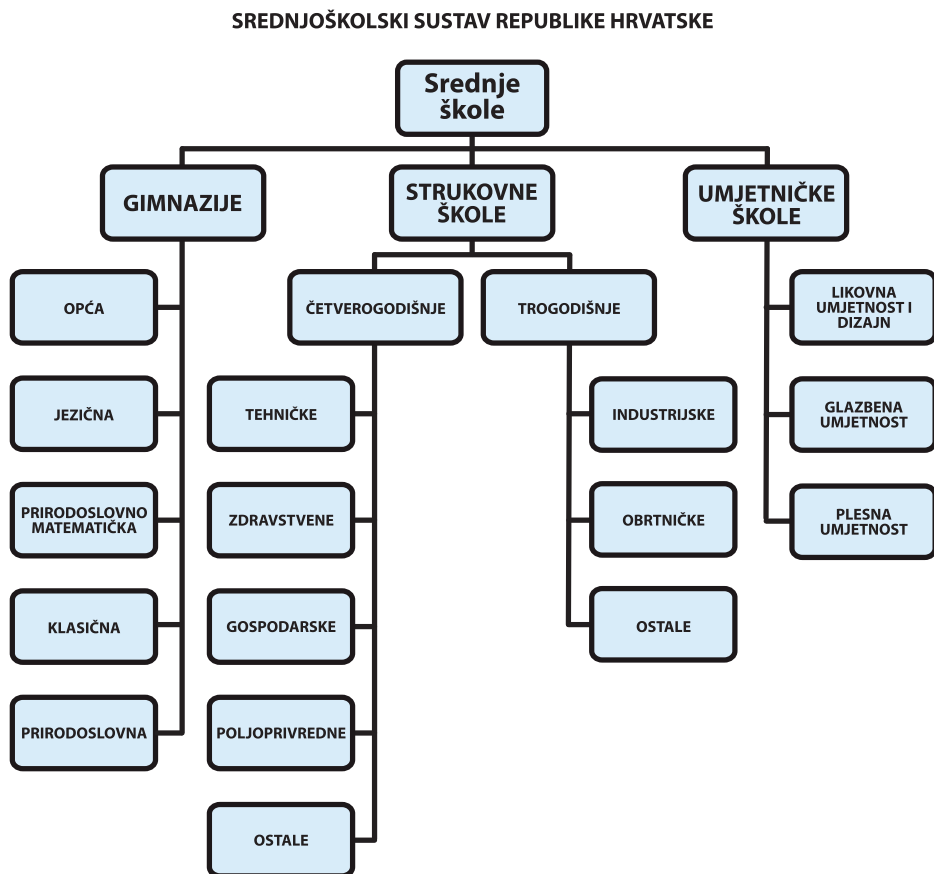 SREDNJOŠKOLSKI SUSTAV REPUBLIKE HRVATSKE
Srednje
škole
GIMNAZIJE
STRUKOVNE
ŠKOLE
UMJETNIČKE
ŠKOLE
OPĆA
JEZIČNA
PRIRODOSLOVNO
MATEMATIČKA
KLASIČNA
PRIRODOSLOVNA
ČETVEROGODIŠNJE
TEHNIČKE
ZDRAVSTVENE
GOSPODARSKE
POLJOPRIVREDNE
OSTALE
TROGODIŠNJE
INDUSTRIJSKE
OBRTNIČKE
OSTALE
LIKOVNA
UMJETNOST I
DIZAJN
GLAZBENA
UMJETNOST
PLESNA
UMJETNOST